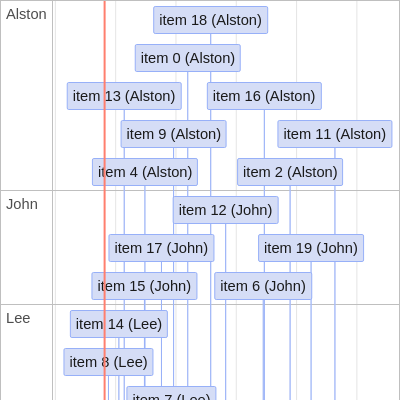 Alston
item 18 (Alston)
item 0 (Alston)
item 13 (Alston)
item 16 (Alston)
item 9 (Alston)
item 11 (Alston)
item 4 (Alston)
item 2 (Alston)
John
item 12 (John)
item 17 (John)
item 19 (John)
item 15 (John)
item 6 (John)
Lee
item 14 (Lee)
item 8 (Lee)
item 7 (Lee)